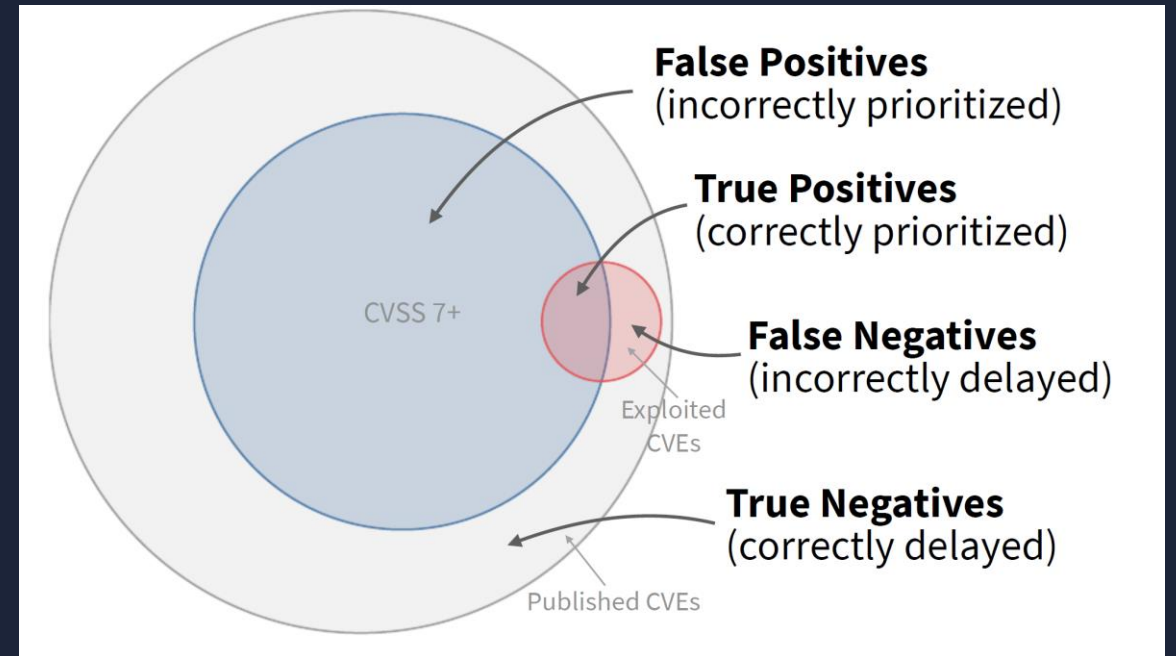 False Positives
(incorrectly prioritized)
True Positives
(correctly prioritized)
CVSS 7+
False Negatives
(incorrectly delayed)
Exploited
CVEs
True Negatives
(correctly delayed)
Published CVEs